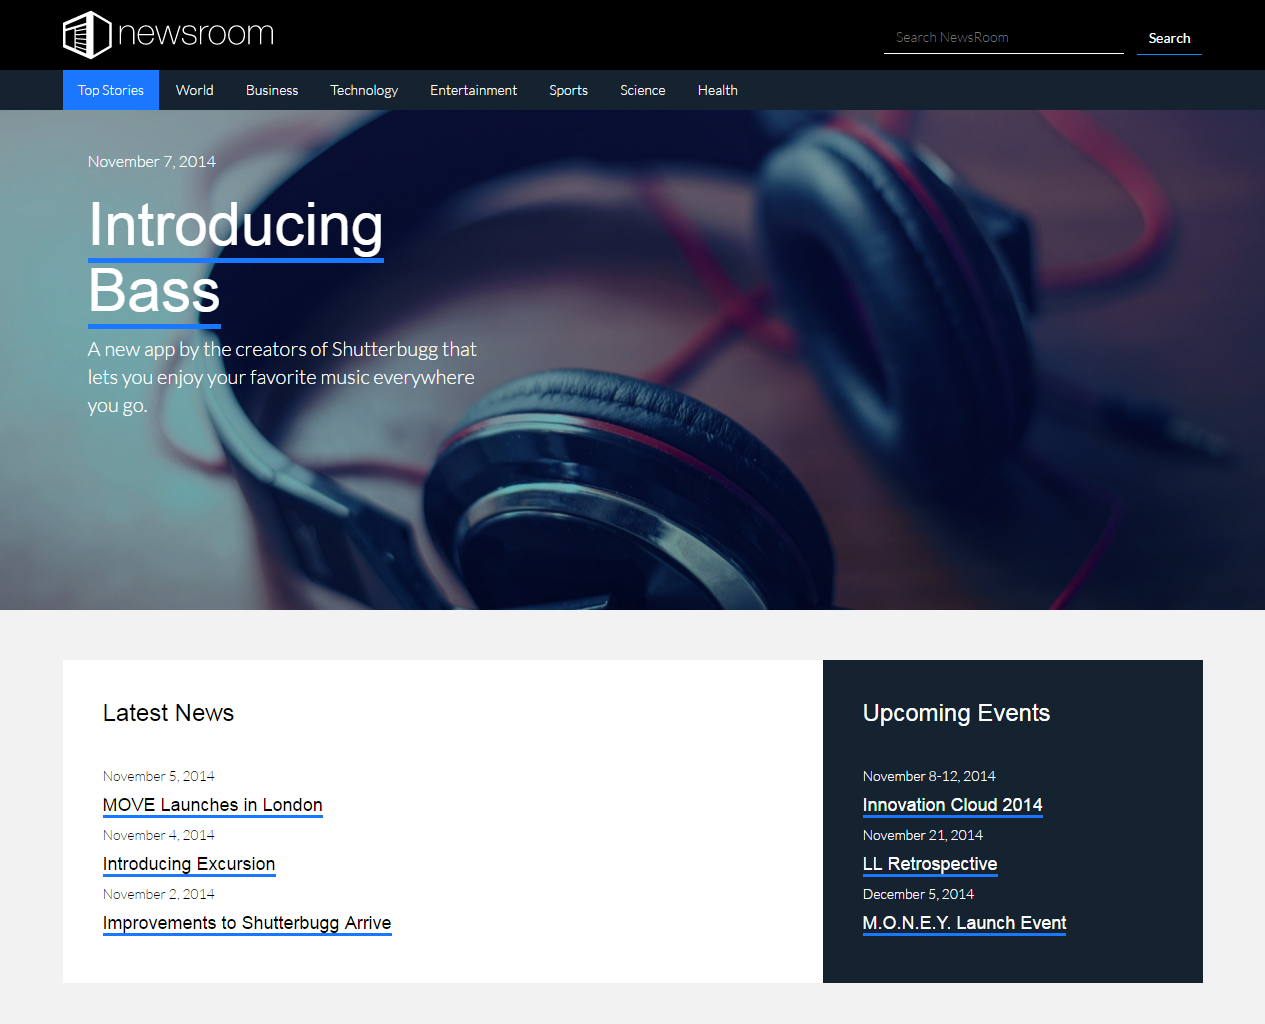 newsroom
Search NewsRoom
Search
Top Stories World Business Technology Entertainment Sports Science Health
November 7, 2014
Introducing
Bass
A new app by the creators of Shutterbugg that
lets you enjoy your favorite music everywhere
you go.
Latest News
November 5, 2014
MOVE Launches in London
November 4, 2014
Introducing Excursion
November 2, 2014
Improvements to Shutterbugg Arrive
Upcoming Events
November 8-12, 2014
Innovation Cloud 2014
November 21, 2014
LL Retrospective
December 5, 2014
M.O.N.E.Y. Launch Event